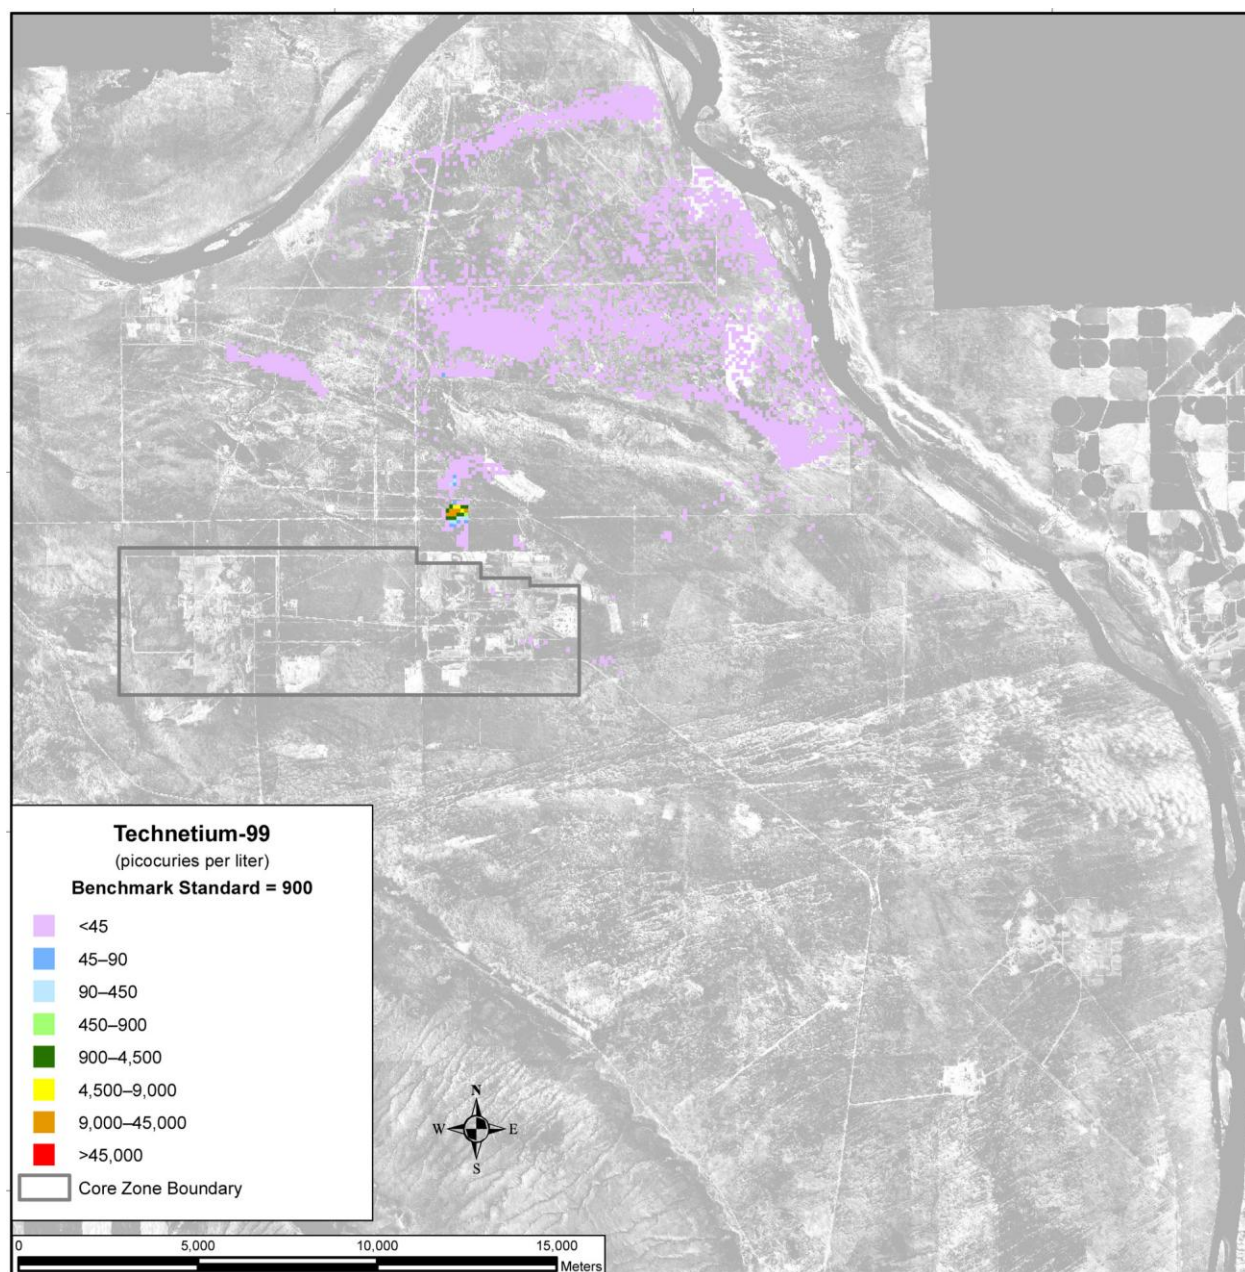 Technetium-99
(picocuries per liter)
Benchmark Standard = 900
<45
45–90
90–450
450–900
900–4,500
4,500–9,000
9,000–45,000
>45,000
Core Zone Boundary
N
W E
S
0 5,000 10,000 15,000
Meters